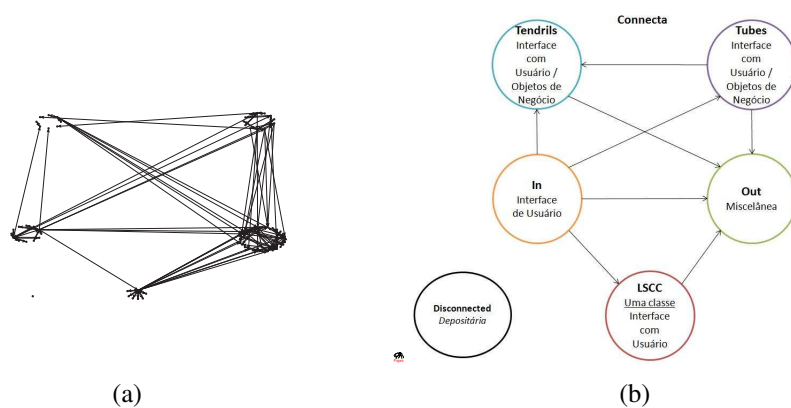 Connecta
Tendrils
Interface
com
Usuário /
Objetos de
Negócio
Tubes
Interface
com
Usuário /
Objetos de
Negócio
In
Interface
de Usuário
Out
Miscelânea
LSCC
Uma classe
Interface
com
Usuário
Disconnected
Depositária
(a)
(b)